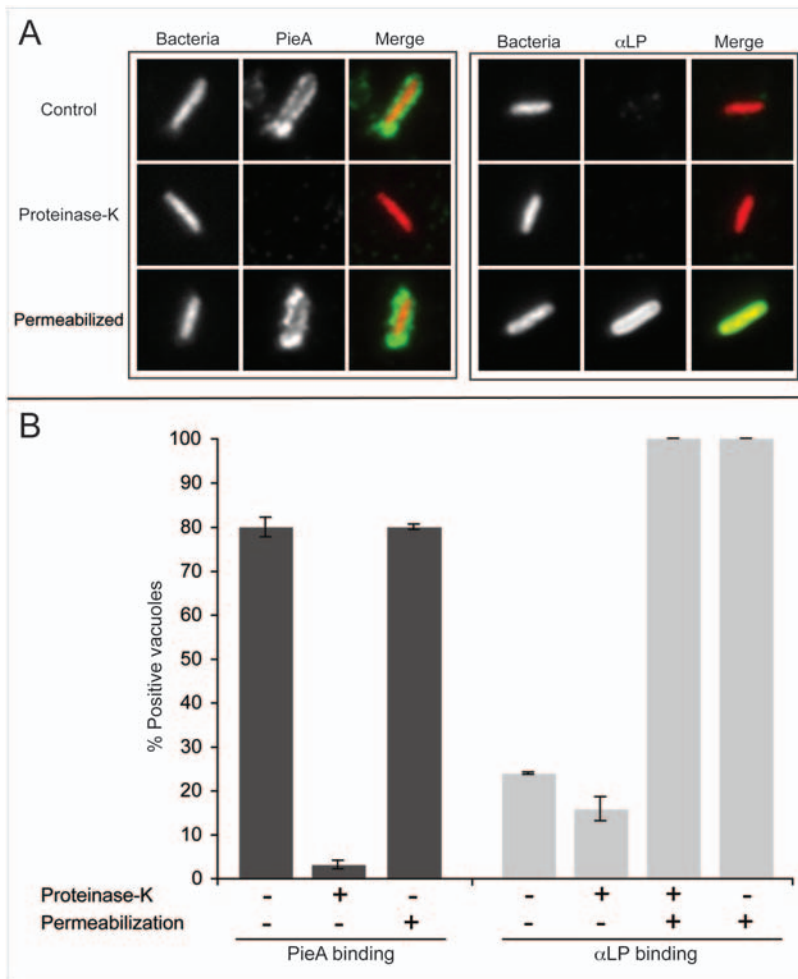 A
Bacteria PieA Merge Bacteria αLP Merge
Control
Proteinase-K
Permeabilized
B
% Positive vacuoles
100
90
80
70
60
50
40
30
20
10
0
Proteinase-K - + - - + + -
Permeabilization - - + - - + +
PieA binding αLP binding